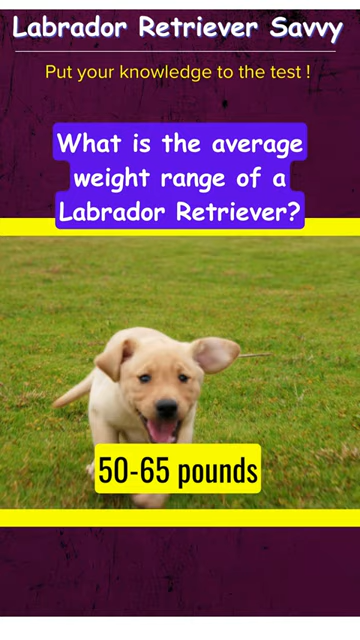 Labrador Retriever Savvy
Put your knowledge to the test !
What is the average
weight range of a
Labrador Retriever?
50-65 pounds